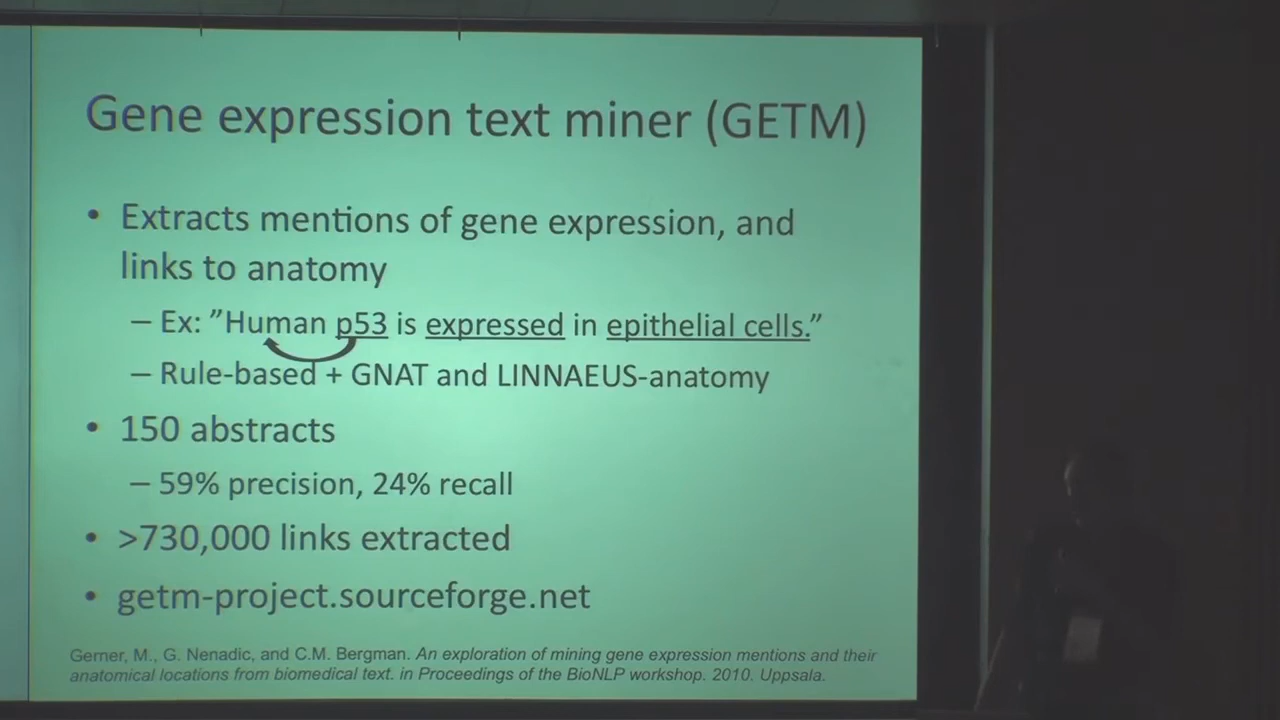 Gene expression text miner (GETM)
• Extracts mentions of gene expression, and
links to anatomy
– Ex: ”Human p53 is expressed in epithelial cells.”
– Rule-based + GNAT and LINNAEUS-anatomy
• 150 abstracts
– 59% precision, 24% recall
• >730,000 links extracted
• getm-project.sourceforge.net
Gerner, M., G. Nenadic, and C.M. Bergman. An exploration of mining gene expression mentions and their
anatomical locations from biomedical text. in Proceedings of the BioNLP workshop. 2010. Uppsala.